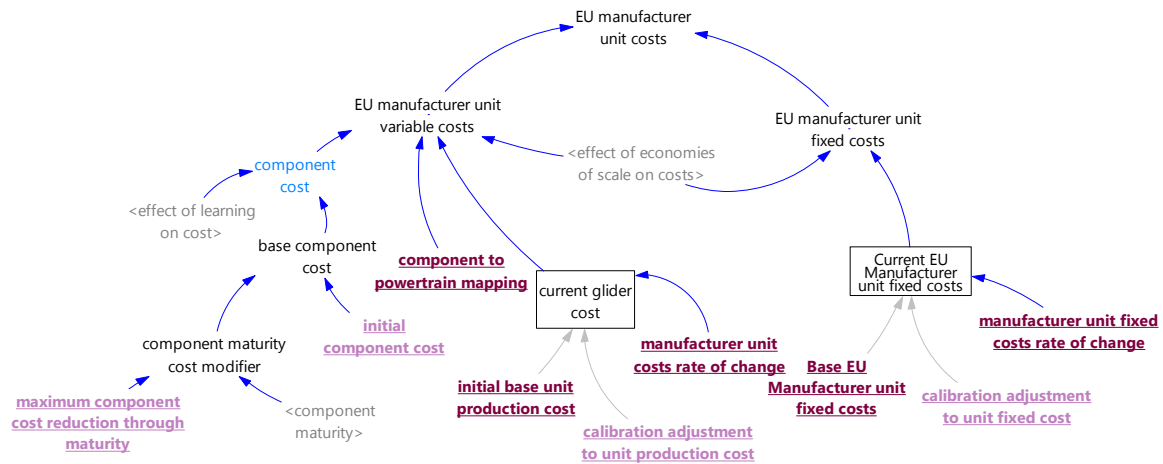 EU manufacturer
unit costs
EU manufacturer unit
variable costs
EU manufacturer unit
fixed costs
<effect of economies
of scale on costs>
component
cost
<effect of learning
on cost>
base component
cost
component to
powertrain mapping
current glider
cost
Current EU
Manufacturer
unit fixed costs
initial
component cost
manufacturer unit
costs rate of change
manufacturer unit fixed
costs rate of change
component maturity
cost modifier
initial base unit
production cost
Base EU
Manufacturer unit
fixed costs
calibration adjustment
to unit fixed cost
maximum component
cost reduction through
maturity
<component
maturity>
calibration adjustment
to unit production cost